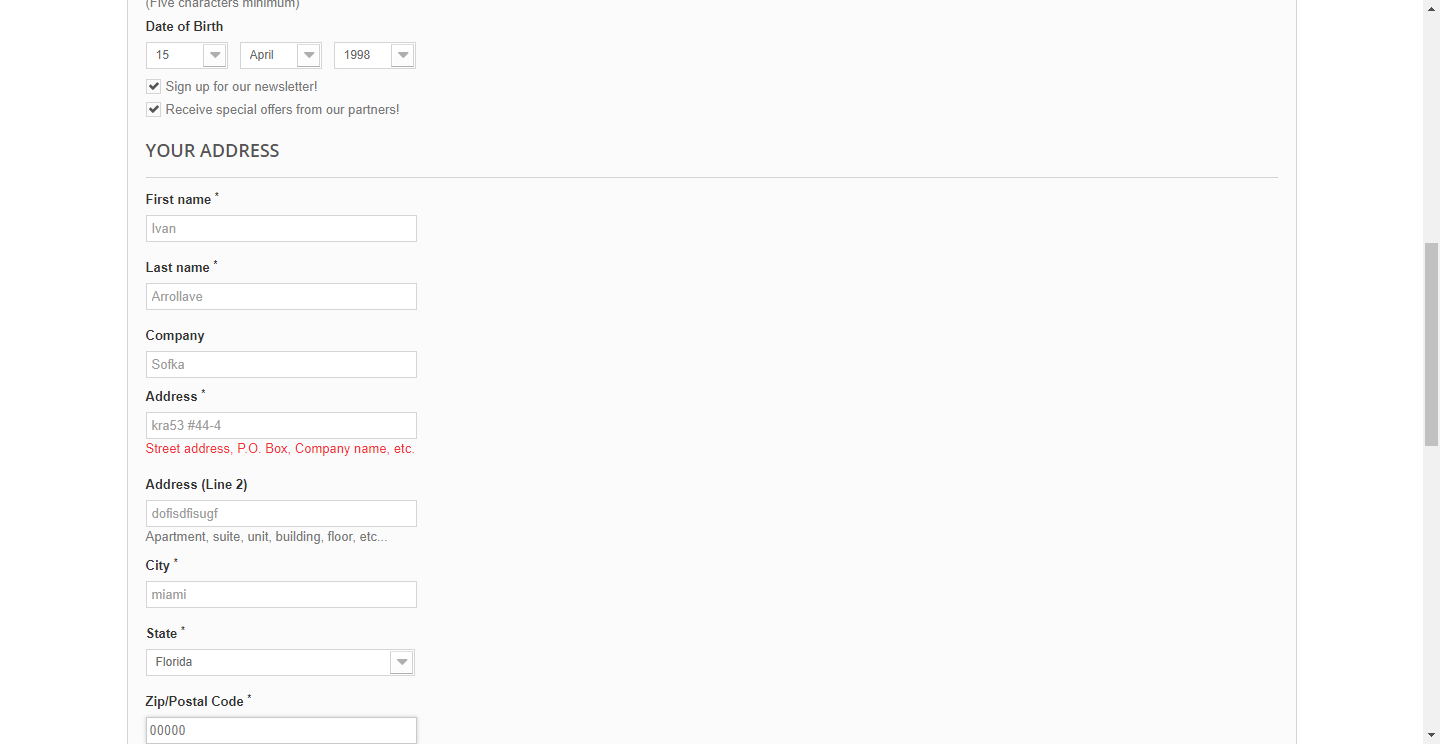 (Five characters minimum)
Date of Birth
15 April 1998
Sign up for our newsletter!
Receive special offers from our partners!
YOUR ADDRESS
First name *
Ivan
Last name *
Arrollave
Company
Sofka
Address *
kra53 #44-4
Street address, P.O. Box, Company name, etc.
Address (Line 2)
dofisdfisugf
Apartment, suite, unit, building, floor, etc...
City *
miami
State *
Florida
Zip/Postal Code *
00000